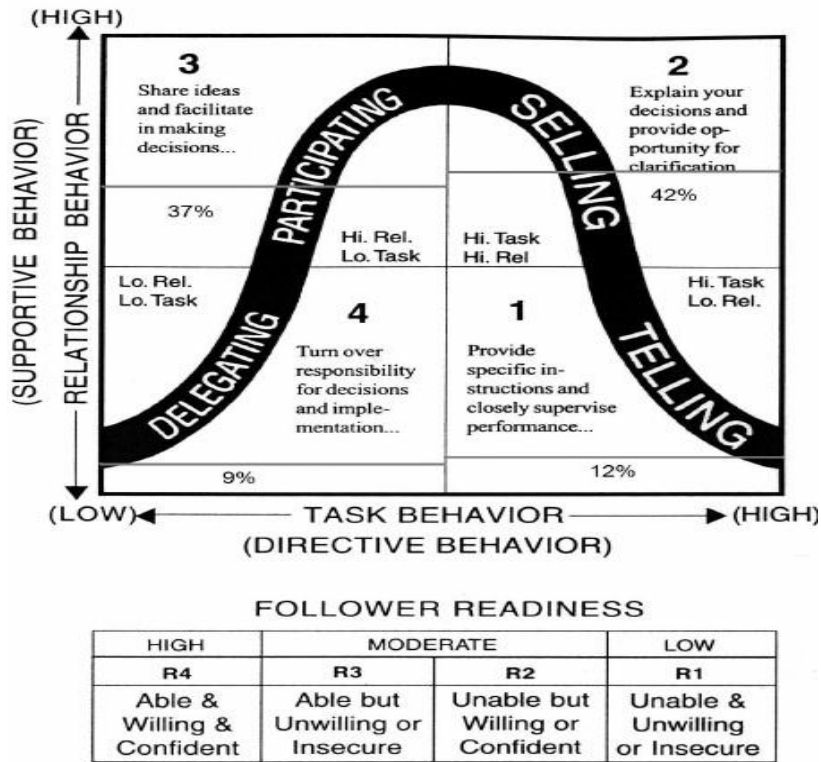 (HIGH)
3
Share ideas
and facilitate
in making
decisions...
PARTICIPATING
SELLING
2
Explain your
decisions and
provide op-
portunity for
clarification
37%
42%
Hi. Rel.
Lo. Task
Hi. Task
Hi. Rel
Lo. Rel.
Lo. Task
Hi. Task
Lo. Rel.
DELEGATING
4
Turn over
responsibility
for decisions
and imple-
mentation...
1
Provide
specific in-
structions and
closely supervise
performance...
TELLING
9%
12%
(SUPPORTIVE BEHAVIOR)
RELATIONSHIP BEHAVIOR
(LOW)
TASK BEHAVIOR
(HIGH)
(DIRECTIVE BEHAVIOR)
FOLLOWER READINESS
HIGH MODERATE LOW
R4 R3 R2 R1
Able & Able but Unable but Unable &
Willing & Unwilling or Willing or Unwilling
Confident Insecure Confident or Insecure